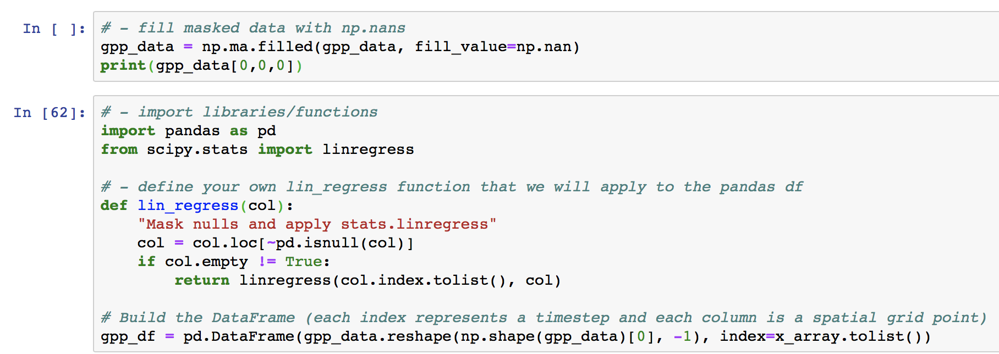 In [ ]: # - fill masked data with np.nans
gpp_data = np.ma.filled(gpp_data, fill_value=np.nan)
print(gpp_data[0,0,0])
In [62]: # - import libraries/functions
import pandas as pd
from scipy.stats import linregress
# - define your own lin_regress function that we will apply to the pandas df
def lin_regress(col):
    "Mask nulls and apply stats.linregress"
    col = col.loc[~pd.isnull(col)]
    if col.empty != True:
        return linregress(col.index.tolist(), col)
# Build the DataFrame (each index represents a timestep and each column is a spatial grid point)
gpp_df = pd.DataFrame(gpp_data.reshape(np.shape(gpp_data)[0], -1), index=x_array.tolist())